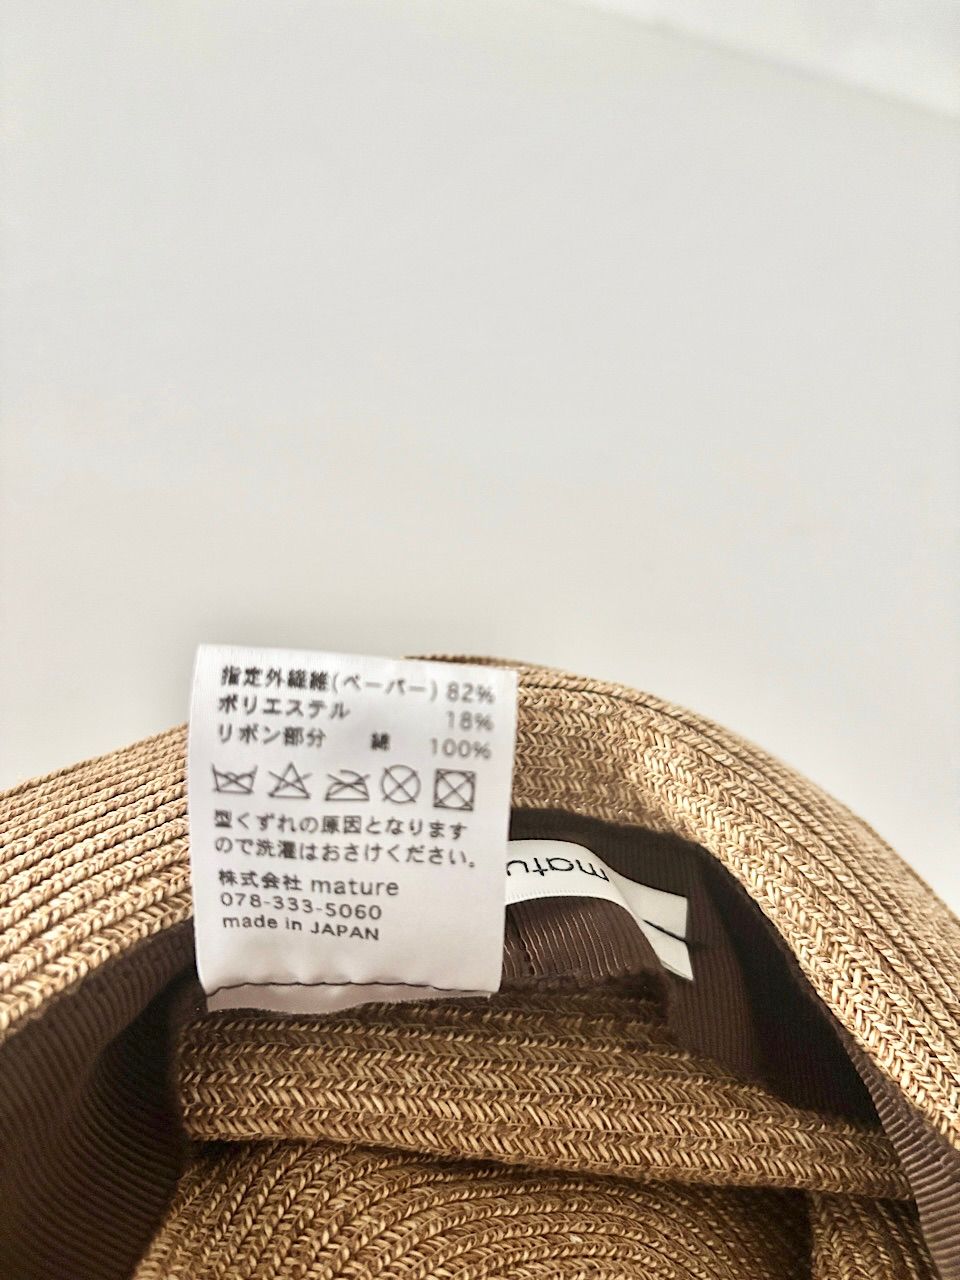 指定外繊維(ペーパー) 82%
ポリエステル 18%
リボン部分 綿 100%
型くずれの原因となります
ので洗濯はおさけください。
株式会社 mature
078-333-5060
made in JAPAN
matu